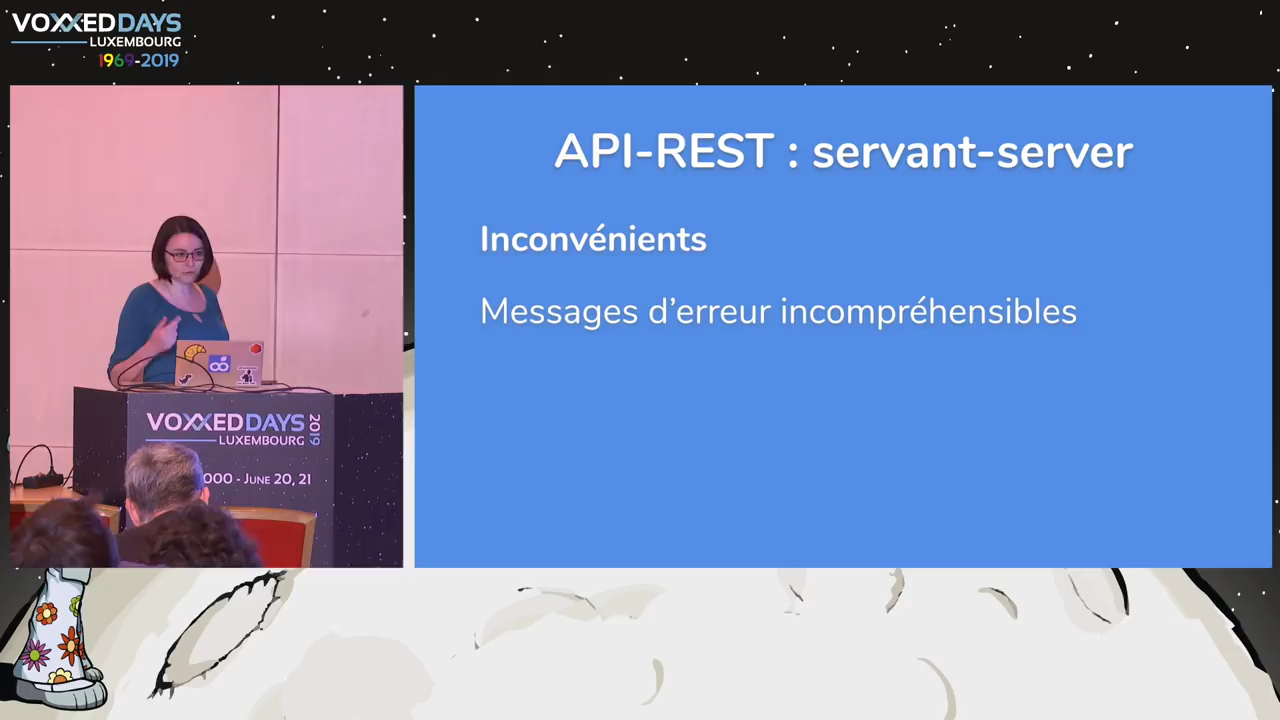 VOXXEDDAYS
LUXEMBOURG
1969-2019
API-REST : servant-server
Inconvénients
Messages d'erreur incompréhensibles
VOXXEDDAYS
LUXEMBOURG
2019
000 - JUNE 20, 21